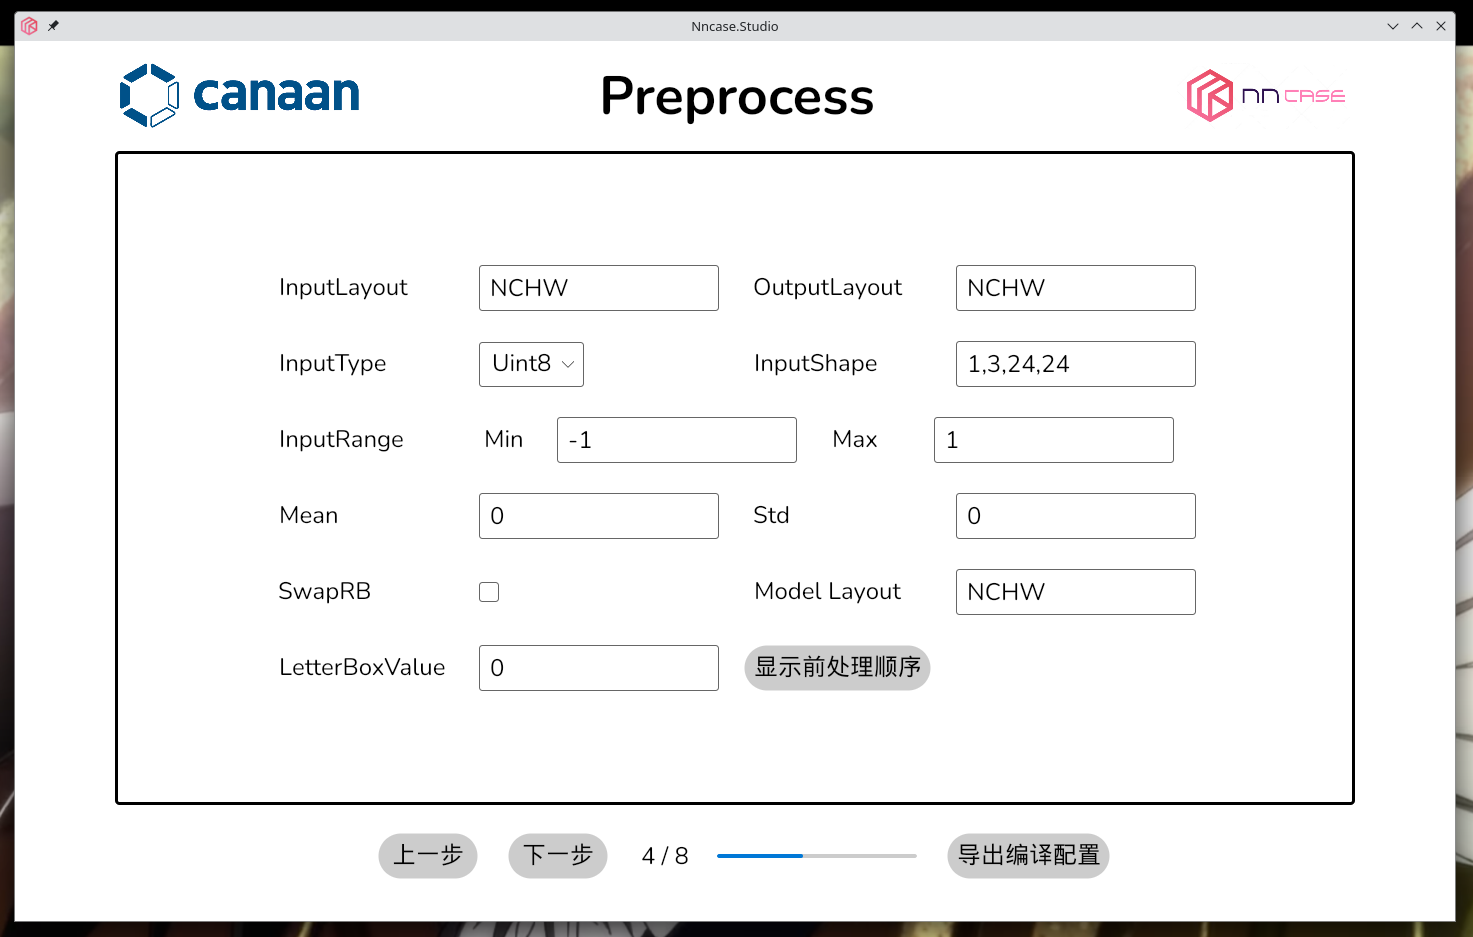 Nncase.Studio
canaan
Preprocess
NN CASE
InputLayout NCHW OutputLayout NCHW
InputType Uint8 InputShape 1,3,24,24
InputRange Min -1 Max 1
Mean 0 Std 0
SwapRB Model Layout NCHW
LetterBoxValue 0 显示前处理顺序
上一步 下一步 4 / 8 导出编译配置